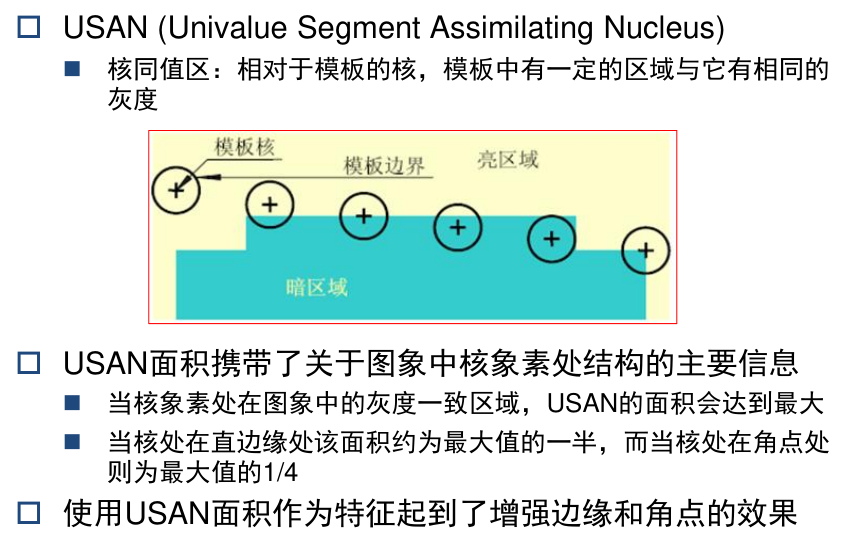 USAN (Univalue Segment Assimilating Nucleus)
核同值区：相对于模板的核，模板中有一定的区域与它有相同的
灰度
模板核
模板边界
亮区域
暗区域
USAN面积携带了关于图象中核象素处结构的主要信息
当核象素处在图象中的灰度一致区域，USAN的面积会达到最大
当核处在直边缘处该面积约为最大值的一半，而当核处在角点处
则为最大值的1/4
使用USAN面积作为特征起到了增强边缘和角点的效果